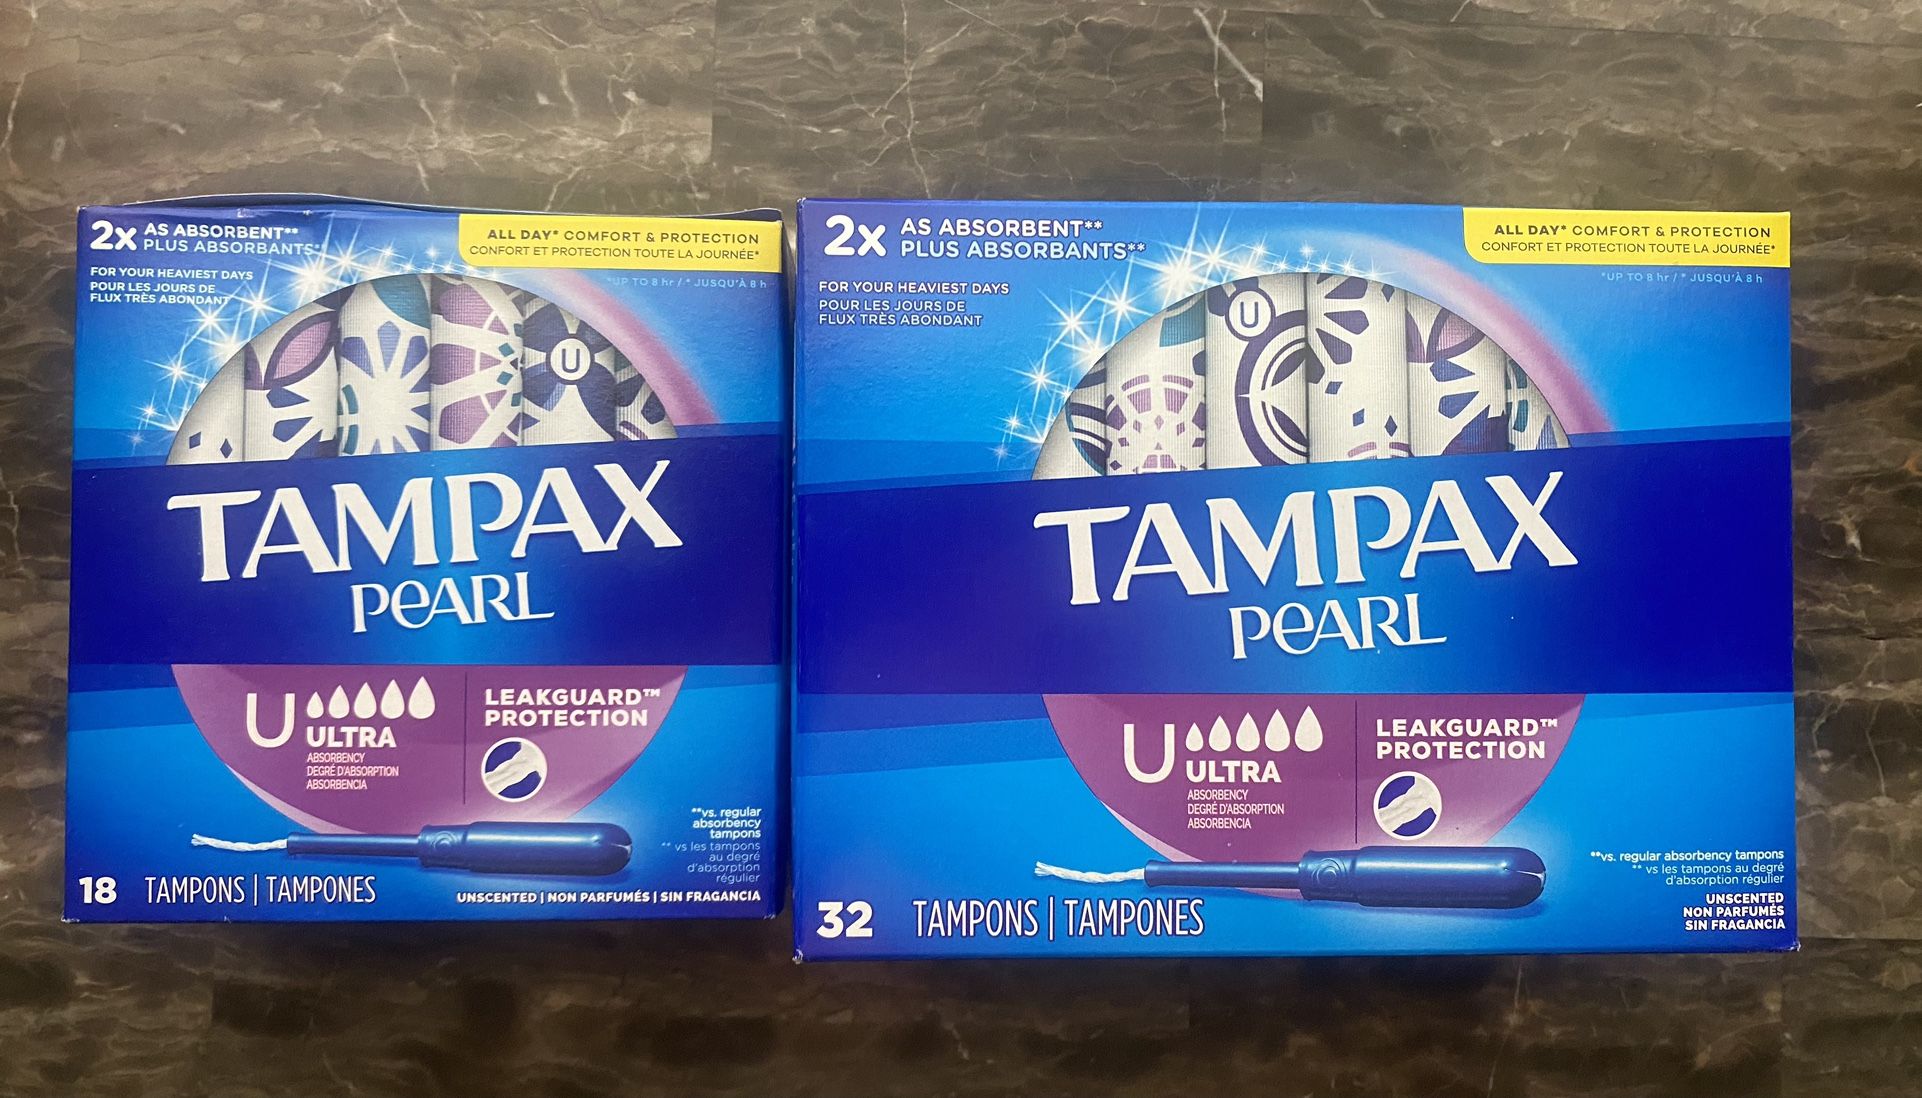 2x AS ABSORBENT**
PLUS ABSORBANTS**
FOR YOUR HEAVIEST DAYS
POUR LES JOURS DE
FLUX TRÈS ABONDANT
ALL DAY* COMFORT & PROTECTION
CONFORT ET PROTECTION TOUTE LA JOURNÉE*
*UP TO 8 hr / * JUSQU'À 8 h
U
TAMPAX
PEARL
U ULTRA
ABSORBENCY
DEGRÉ D'ABSORPTION
ABSORBENCIA
LEAKGUARD™
PROTECTION
**vs. regular
absorbency
tampons
** vs les tampons
au degré
d'absorption
régulier
18 TAMPONS | TAMPONES
UNSCENTED | NON PARFUMÉS | SIN FRAGANCIA
2x AS ABSORBENT**
PLUS ABSORBANTS**
FOR YOUR HEAVIEST DAYS
POUR LES JOURS DE
FLUX TRÈS ABONDANT
ALL DAY* COMFORT & PROTECTION
CONFORT ET PROTECTION TOUTE LA JOURNÉE*
*UP TO 8 hr / * JUSQU'À 8 h
U
TAMPAX
PEARL
U ULTRA
ABSORBENCY
DEGRÉ D'ABSORPTION
ABSORBENCIA
LEAKGUARD™
PROTECTION
**vs. regular absorbency tampons
** vs les tampons au degré
d'absorption régulier
UNSCENTED
NON PARFUMÉS
SIN FRAGANCIA
32 TAMPONS | TAMPONES